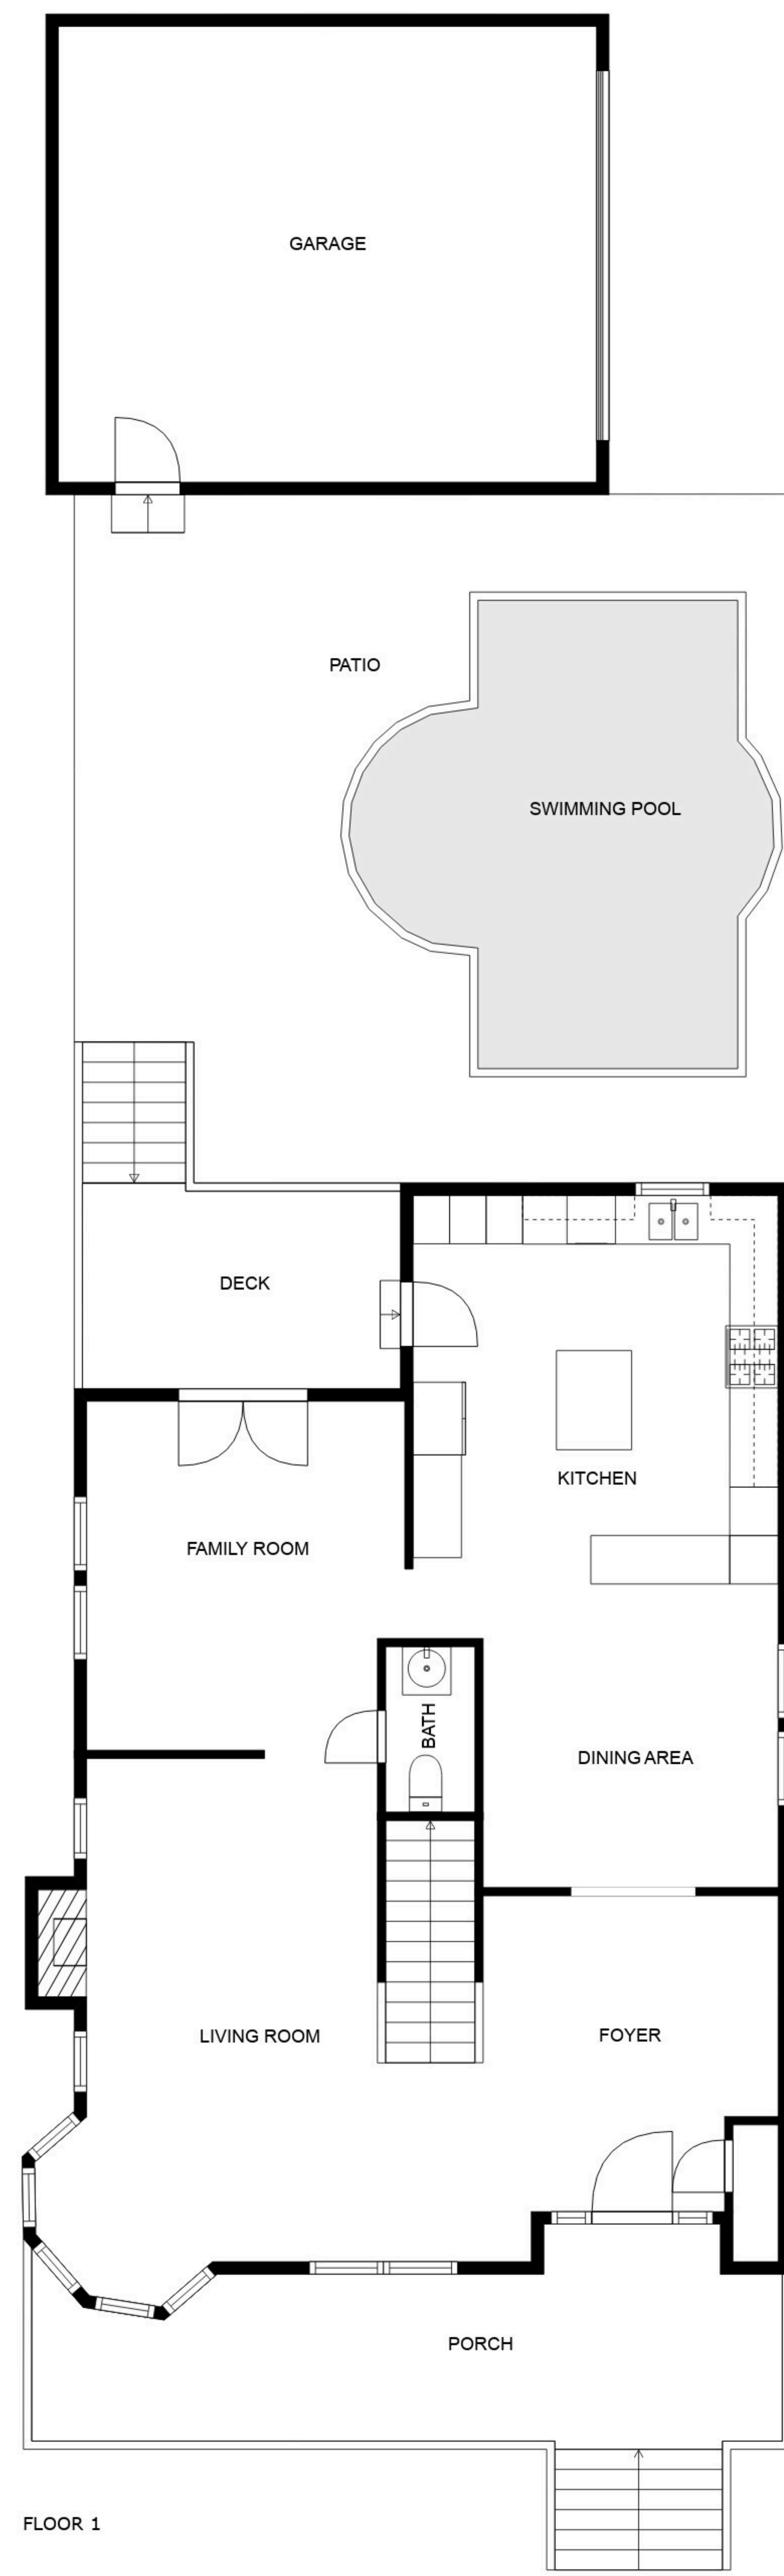 GARAGE
PATIO
SWIMMING POOL
DECK
KITCHEN
FAMILY ROOM
BATH
DINING AREA
LIVING ROOM
FOYER
PORCH
FLOOR 1